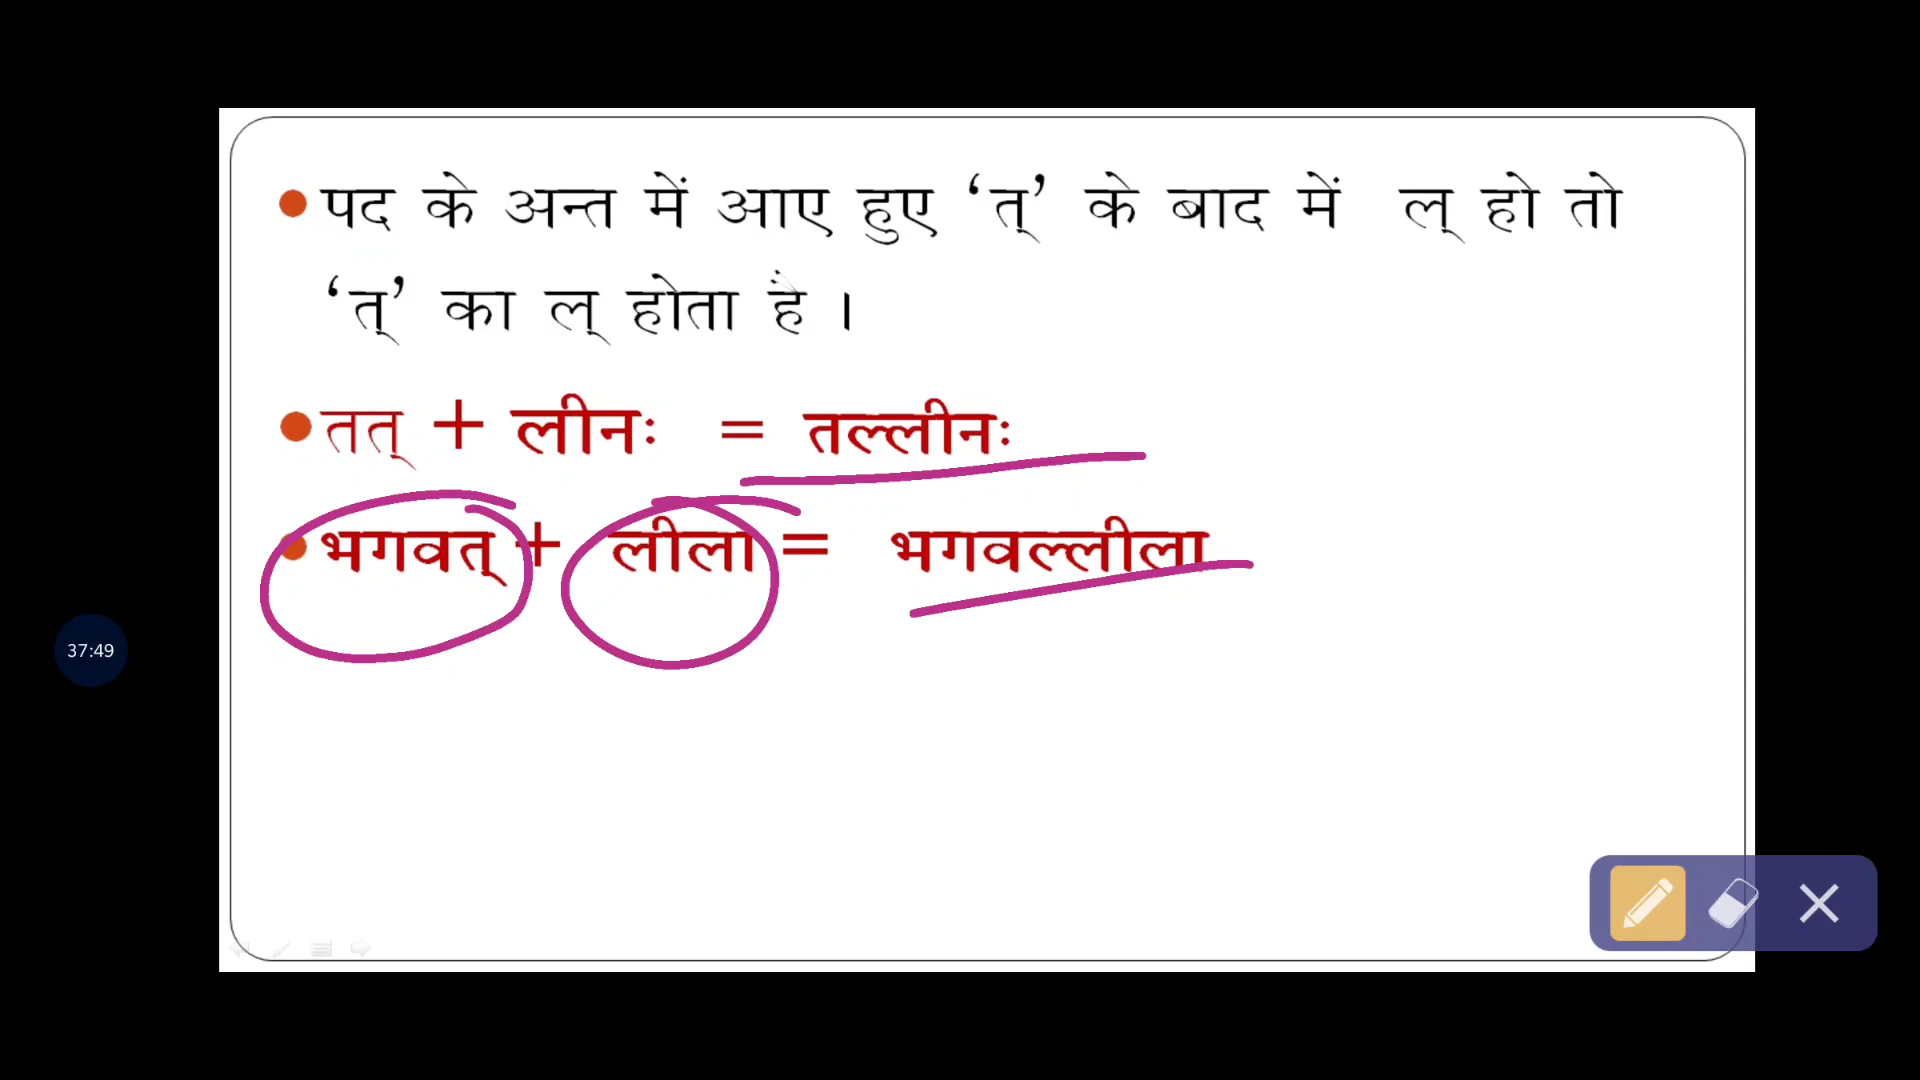 पद के अन्त में आए हुए ‘त्’ के बाद में ल् हो तो
‘त्’ का ल् होता है ।
तत् + लीनः = तल्लीनः
भगवत् + लीला = भगवल्लीला
37:49